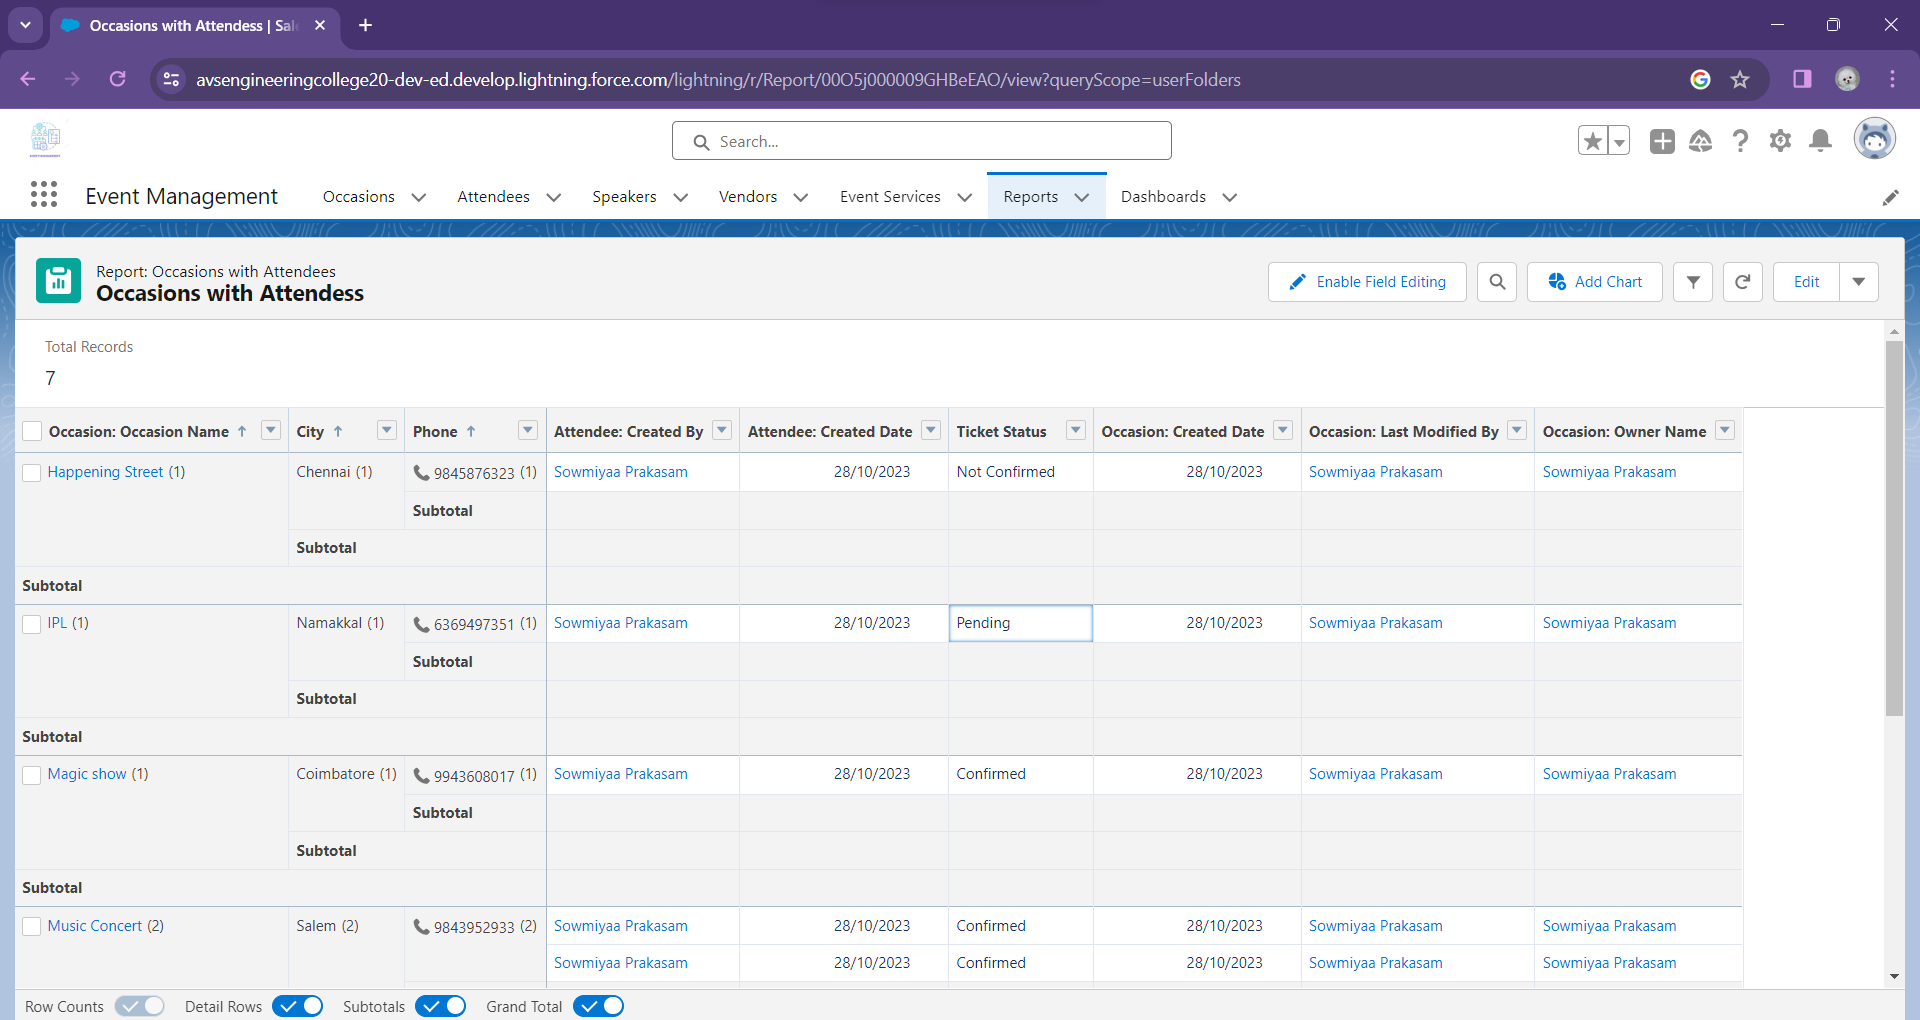 Occasions with Attendess | Sale
avsengineeringcollege20-dev-ed.develop.lightning.force.com/lightning/r/Report/00O5j000009GHBeEAO/view?queryScope=userFolders
Search...
Event Management Occasions Attendees Speakers Vendors Event Services Reports Dashboards
Report: Occasions with Attendees
Occasions with Attendess
Enable Field Editing Add Chart Edit
Total Records
7
Occasion: Occasion Name ↑ City ↑ Phone ↑ Attendee: Created By Attendee: Created Date Ticket Status Occasion: Created Date Occasion: Last Modified By Occasion: Owner Name
Happening Street (1) Chennai (1) 9845876323 (1) Sowmiyaa Prakasam 28/10/2023 Not Confirmed 28/10/2023 Sowmiyaa Prakasam Sowmiyaa Prakasam
Subtotal
Subtotal
Subtotal
IPL (1) Namakkal (1) 6369497351 (1) Sowmiyaa Prakasam 28/10/2023 Pending 28/10/2023 Sowmiyaa Prakasam Sowmiyaa Prakasam
Subtotal
Subtotal
Subtotal
Magic show (1) Coimbatore (1) 9943608017 (1) Sowmiyaa Prakasam 28/10/2023 Confirmed 28/10/2023 Sowmiyaa Prakasam Sowmiyaa Prakasam
Subtotal
Subtotal
Subtotal
Music Concert (2) Salem (2) 9843952933 (2) Sowmiyaa Prakasam 28/10/2023 Confirmed 28/10/2023 Sowmiyaa Prakasam Sowmiyaa Prakasam
Sowmiyaa Prakasam 28/10/2023 Confirmed 28/10/2023 Sowmiyaa Prakasam Sowmiyaa Prakasam
Row Counts Detail Rows Subtotals Grand Total